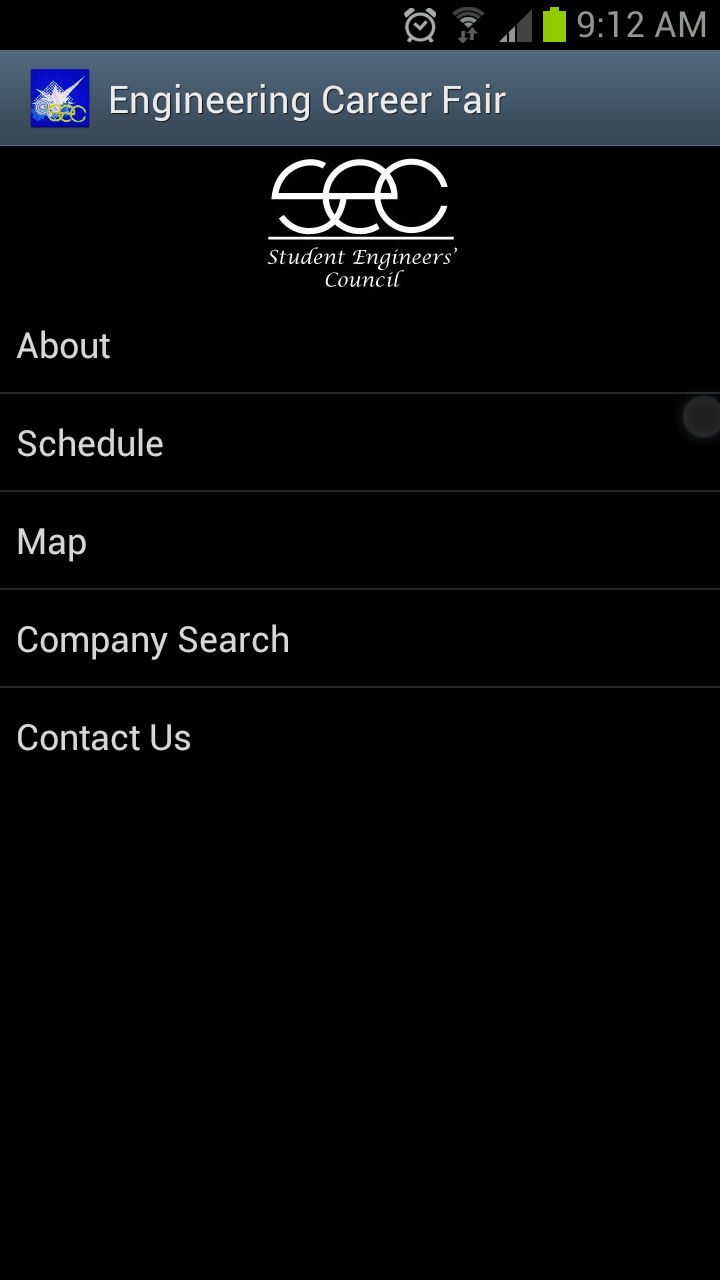 9:12 AM
Engineering Career Fair
sec
Student Engineers'
Council
About
Schedule
Map
Company Search
Contact Us